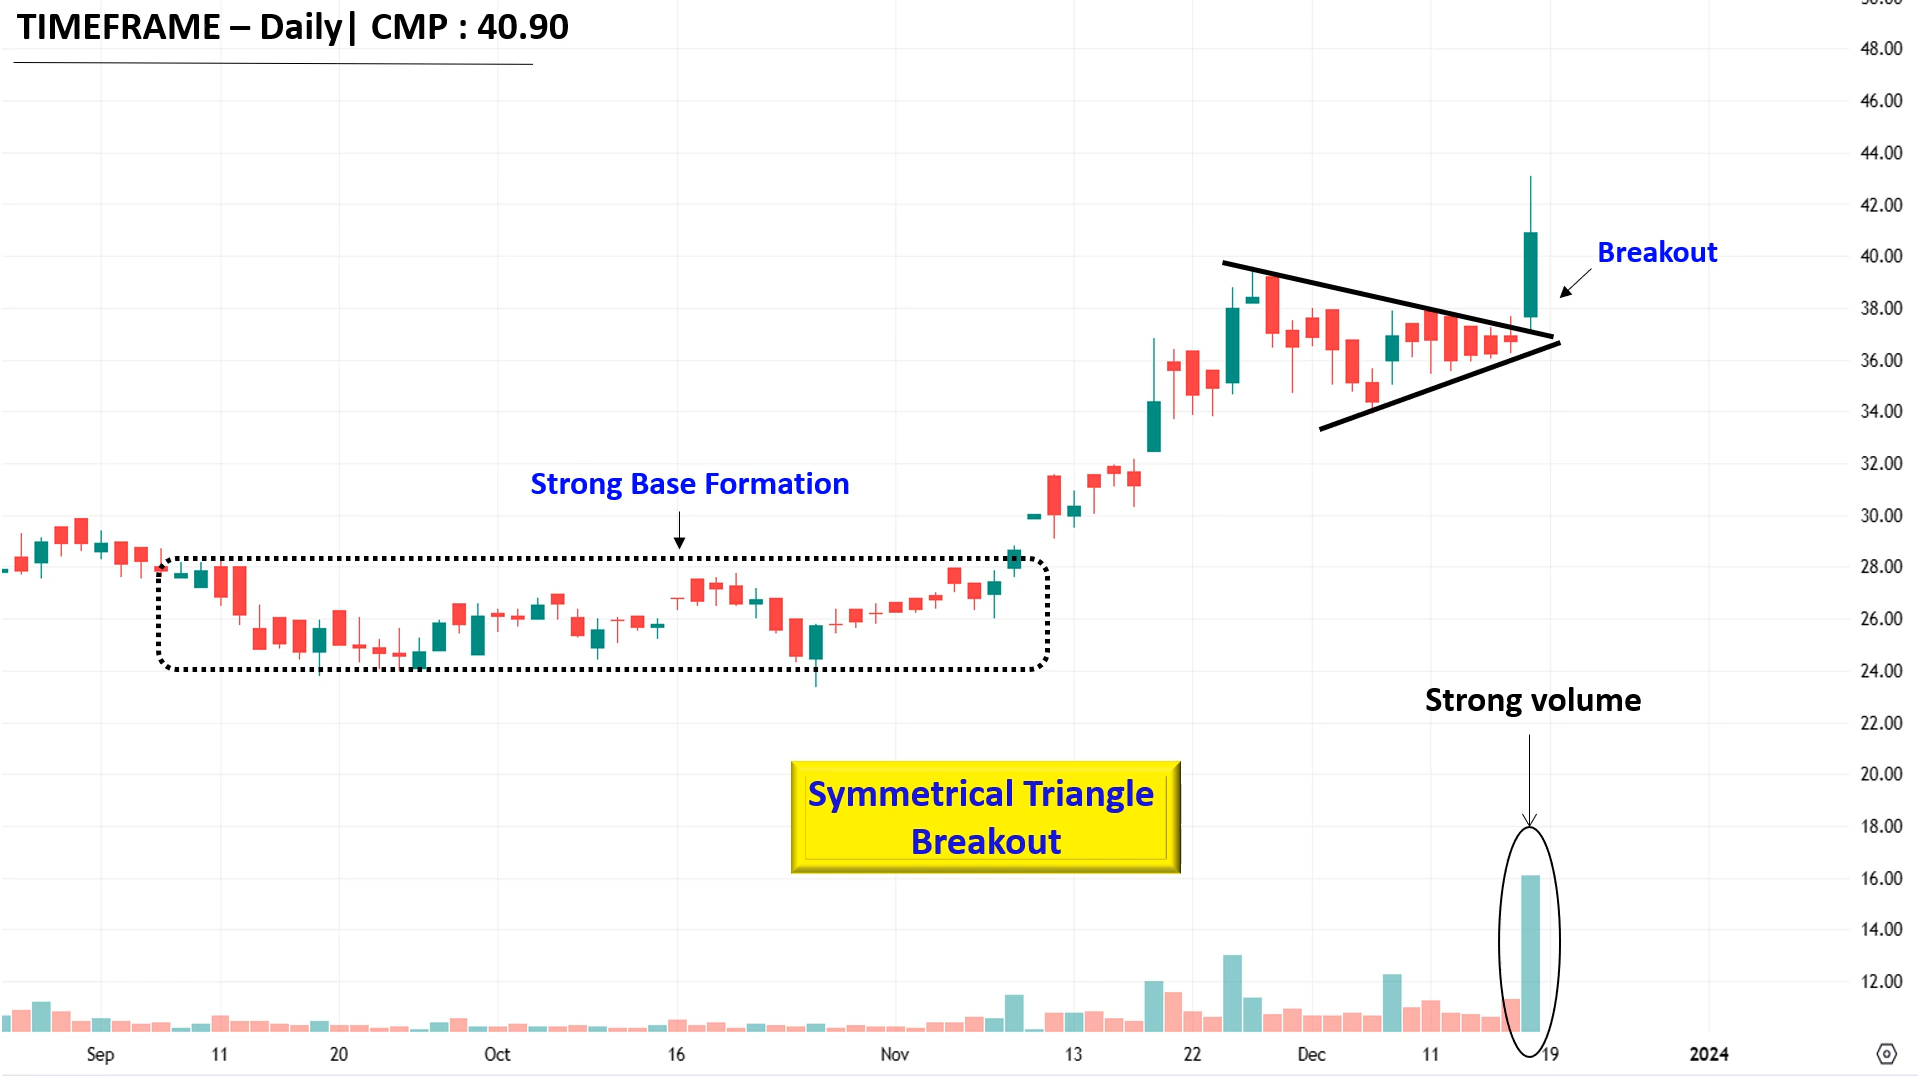 TIMEFRAME – Daily| CMP : 40.90
48.00
46.00
44.00
42.00
Breakout
40.00
38.00
36.00
34.00
32.00
Strong Base Formation
30.00
28.00
26.00
24.00
Strong volume
22.00
20.00
Symmetrical Triangle
Breakout
18.00
16.00
14.00
12.00
Sep 11 20 Oct 16 Nov 13 22 Dec 11 19 2024